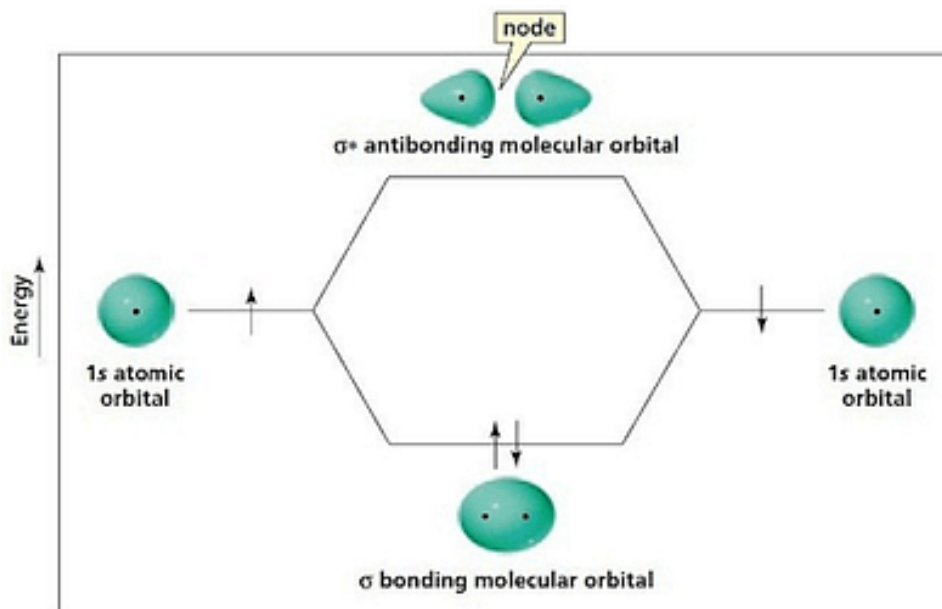 node
σ* antibonding molecular orbital
Energy
1s atomic
orbital
1s atomic
orbital
σ bonding molecular orbital